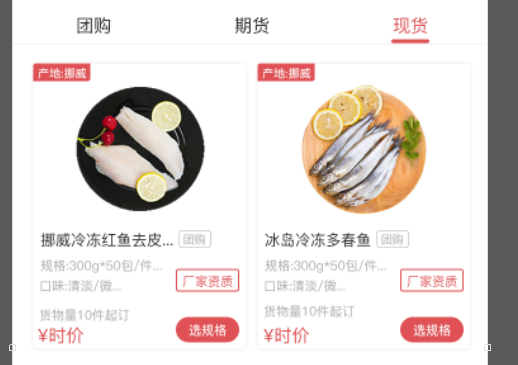 团购 期货 现货
产地:挪威 产地:挪威
挪威冷冻红鱼去皮... 团购 冰岛冷冻多春鱼 团购
规格:300g*50包/件... 规格:300g*50包/件...
口味:清淡/微... 厂家资质 口味:清淡/微... 厂家资质
货物量10件起订 货物量10件起订
¥时价 选规格 ¥时价 选规格